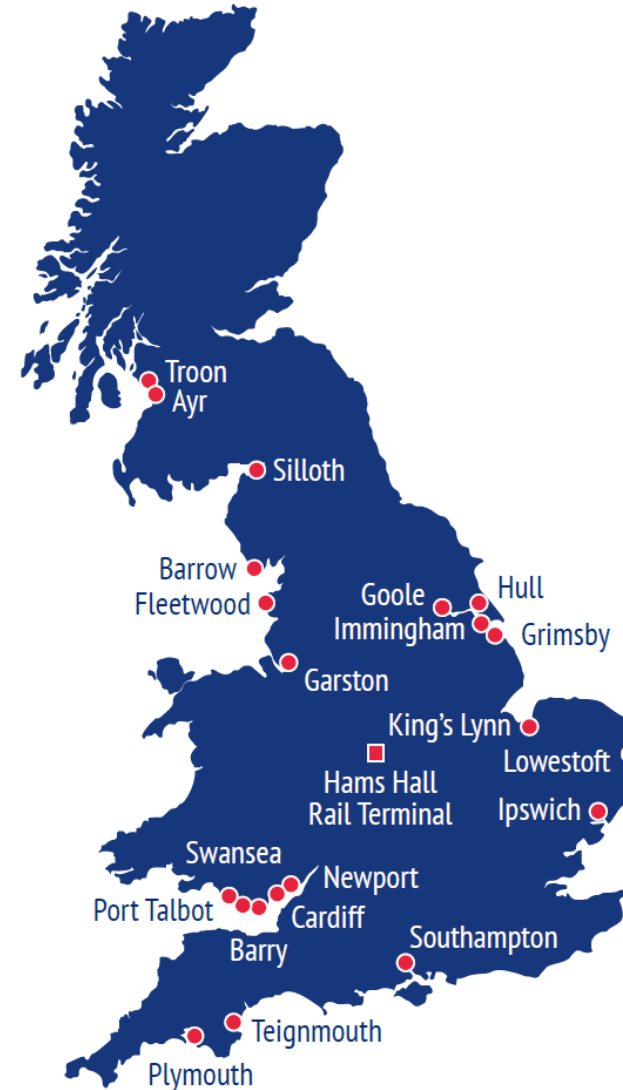 Troon
Ayr
Silloth
Barrow
Fleetwood
Goole
Hull
Immingham
Grimsby
Garston
King's Lynn
Lowestoft
Hams Hall
Rail Terminal
Ipswich
Swansea
Newport
Port Talbot
Cardiff
Barry
Southampton
Teignmouth
Plymouth